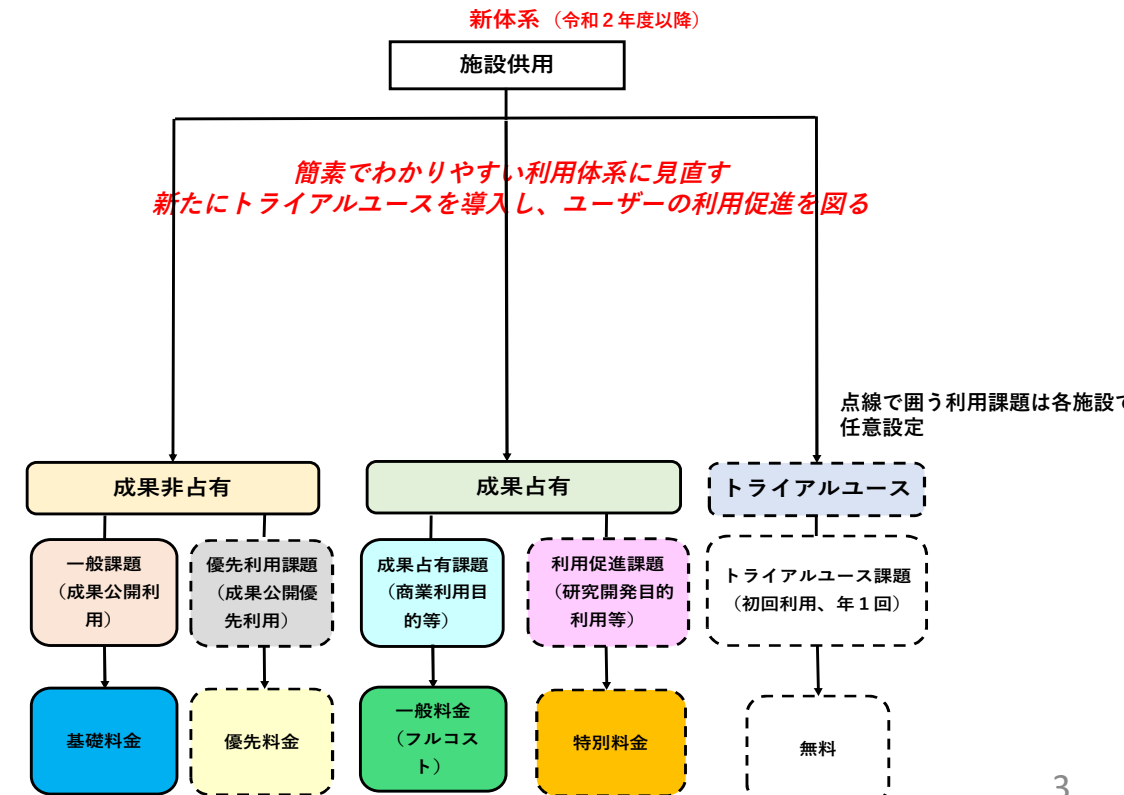 新体系（令和２年度以降）
施設供用
簡素でわかりやすい利用体系に見直す
新たにトライアルユースを導入し、ユーザーの利用促進を図る
点線で囲う利用課題は各施設で
任意設定
成果非占有
成果占有
トライアルユース
一般課題
（成果公開利
用）
優先利用課題
（成果公開優
先利用）
成果占有課題
（商業利用目
的等）
利用促進課題
（研究開発目的
利用等）
トライアルユース課題
（初回利用、年１回）
基礎料金
優先料金
一般料金
（フルコス
ト）
特別料金
無料
3